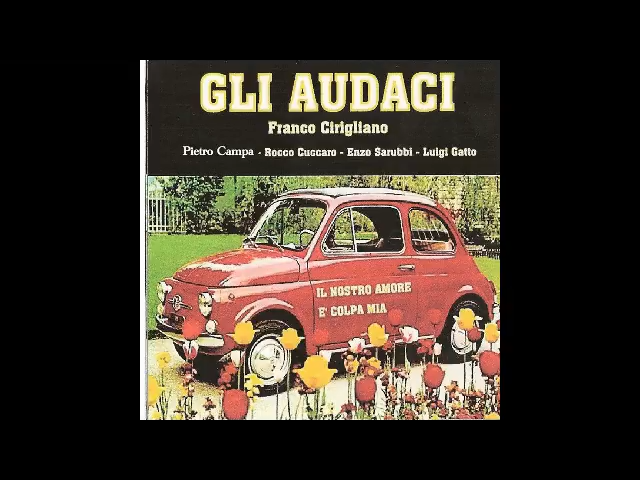 GLI AUDACI
Franco Cirigliano
Pietro Campa - Rocco Cuccaro - Enzo Sarubbi - Luigi Gatto
IL NOSTRO AMORE
E' COLPA MIA